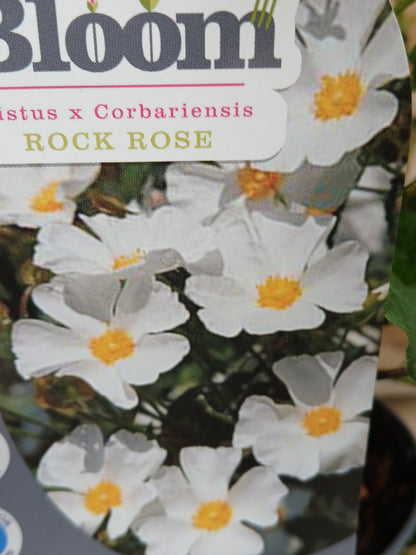 Bloom
istus x Corbariensis
ROCK ROSE